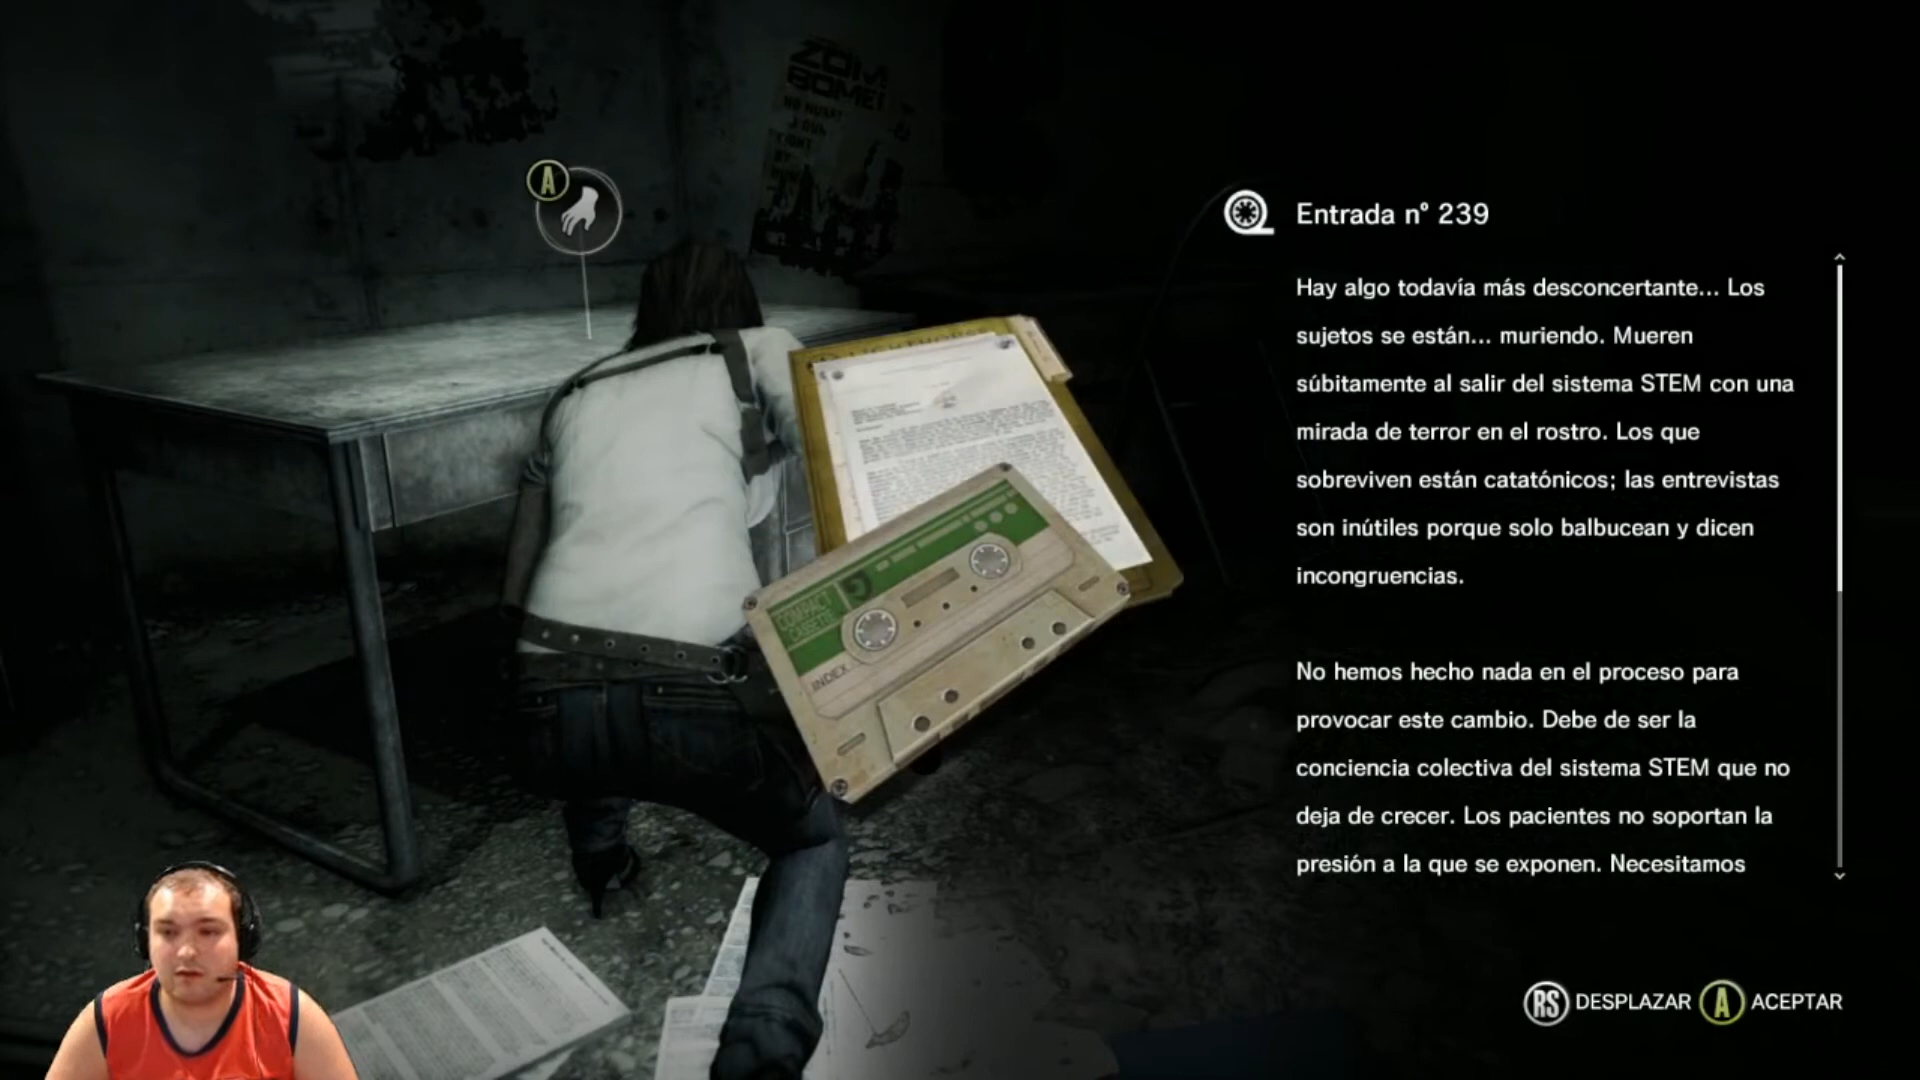 ZOM
BOME!
A
Entrada nº 239
Hay algo todavía más desconcertante... Los
sujetos se están... muriendo. Mueren
súbitamente al salir del sistema STEM con una
mirada de terror en el rostro. Los que
sobreviven están catatónicos; las entrevistas
son inútiles porque solo balbucean y dicen
incongruencias.
No hemos hecho nada en el proceso para
provocar este cambio. Debe de ser la
conciencia colectiva del sistema STEM que no
deja de crecer. Los pacientes no soportan la
presión a la que se exponen. Necesitamos
COMPACT
CASSETTE
INDEX
RS DESPLAZAR A ACEPTAR